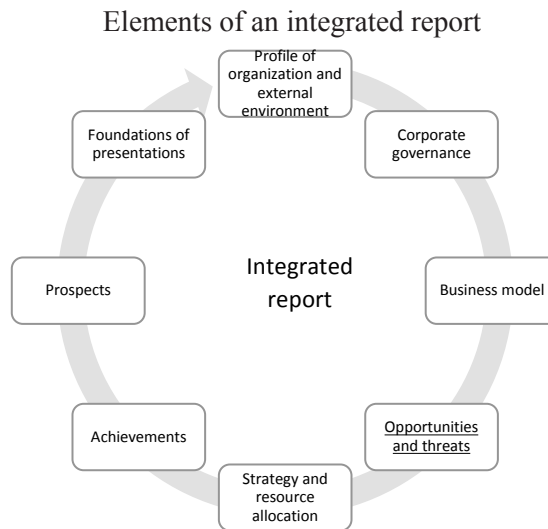 Elements of an integrated report
Profile of
organization and
external
environment
Corporate
governance
Business model
Opportunities
and threats
Strategy and
resource
allocation
Achievements
Prospects
Foundations of
presentations
Integrated
report